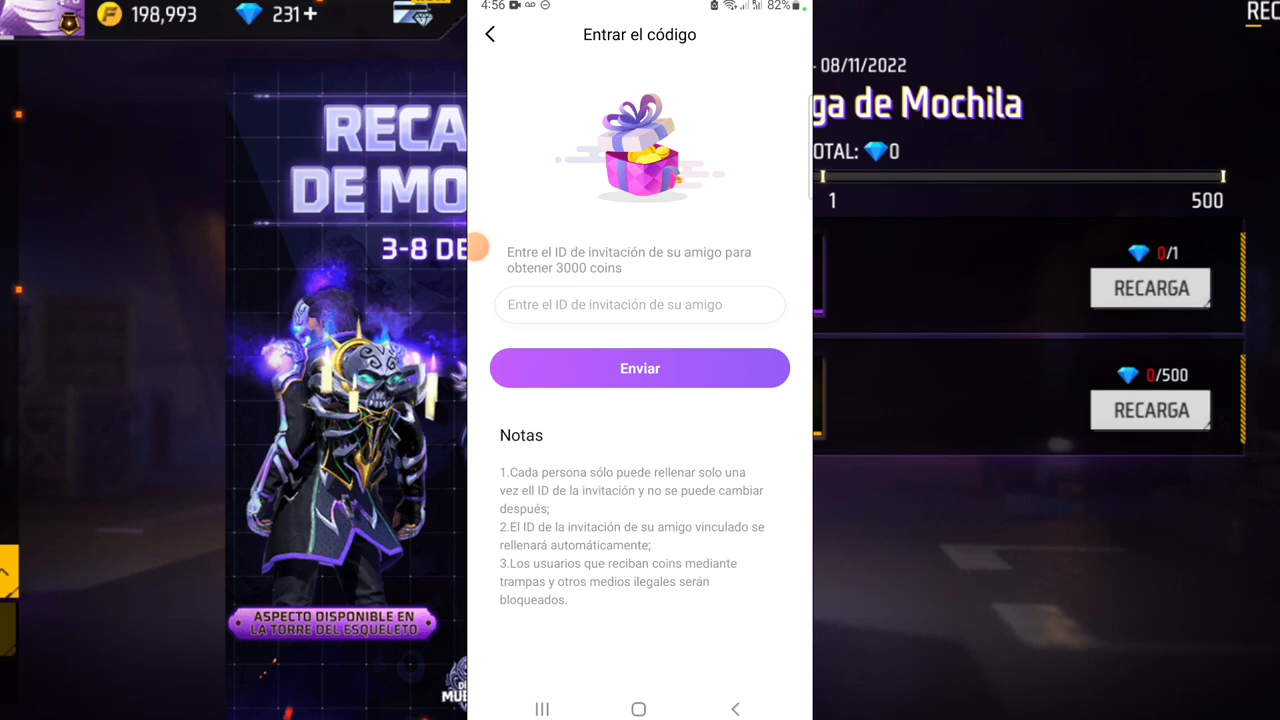 198,993
231+
RECA
DE MO
3-8 DE
ASPECTO DISPONIBLE EN
LA TORRE DEL ESQUELETO
4:56
82%
Entrar el código
Entre el ID de invitación de su amigo para
obtener 3000 coins
Entre el ID de invitación de su amigo
Enviar
Notas
1.Cada persona sólo puede rellenar solo una
vez ell ID de la invitación y no se puede cambiar
después;
2.El ID de la invitación de su amigo vinculado se
rellenará automáticamente;
3.Los usuarios que reciban coins mediante
trampas y otros medios ilegales serán
bloqueados.
REC
- 08/11/2022
ga de Mochila
OTAL: 0
1
500
0/1
RECARGA
0/500
RECARGA